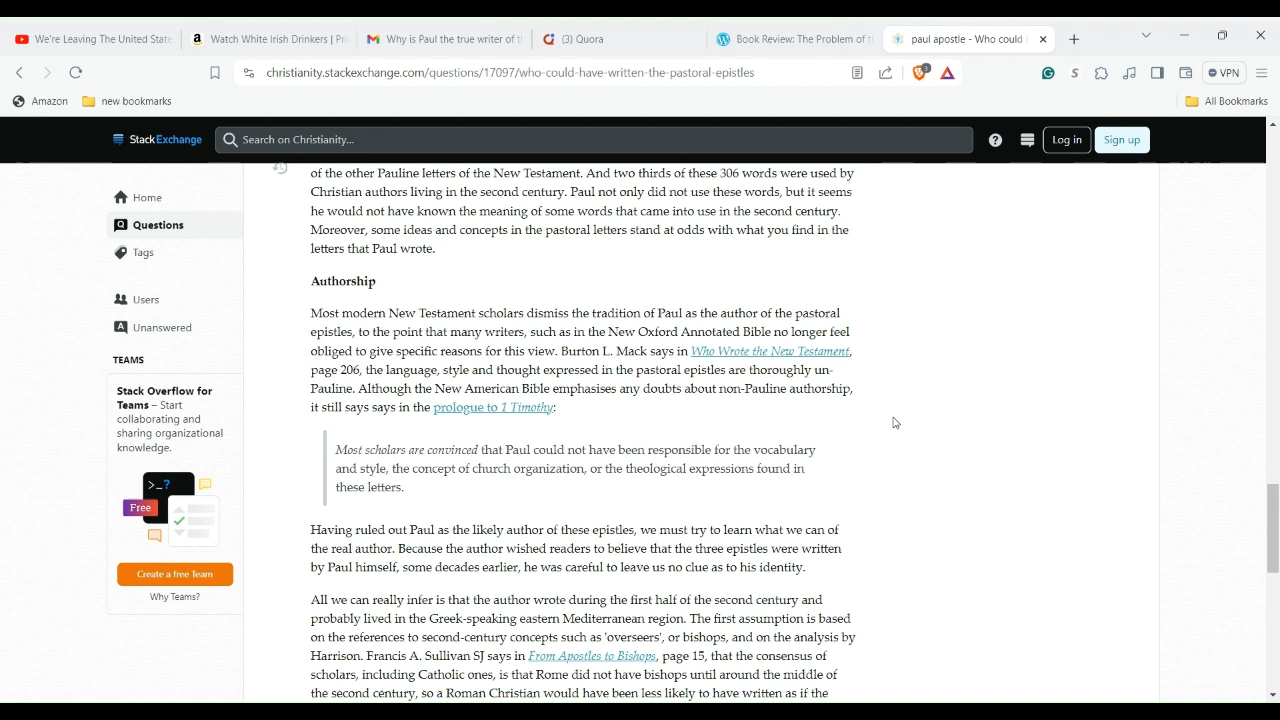 We're Leaving The United State
Watch White Irish Drinkers | Pri
Why is Paul the true writer of t
(3) Quora
Book Review: The Problem of t
paul apostle - Who could
christianity.stackexchange.com/questions/17097/who-could-have-written-the-pastoral-epistles
3
VPN
Amazon
new bookmarks
All Bookmarks
StackExchange
Search on Christianity...
Log in
Sign up
Home
Questions
Tags
Users
Unanswered
TEAMS
Stack Overflow for
Teams – Start
collaborating and
sharing organizational
knowledge.
Free
Create a free Team
Why Teams?
of the other Pauline letters of the New Testament. And two thirds of these 306 words were used by
Christian authors living in the second century. Paul not only did not use these words, but it seems
he would not have known the meaning of some words that came into use in the second century.
Moreover, some ideas and concepts in the pastoral letters stand at odds with what you find in the
letters that Paul wrote.
Authorship
Most modern New Testament scholars dismiss the tradition of Paul as the author of the pastoral
epistles, to the point that many writers, such as in the New Oxford Annotated Bible no longer feel
obliged to give specific reasons for this view. Burton L. Mack says in Who Wrote the New Testament,
page 206, the language, style and thought expressed in the pastoral epistles are thoroughly un-
Pauline. Although the New American Bible emphasises any doubts about non-Pauline authorship,
it still says says in the prologue to 1 Timothy:
Most scholars are convinced that Paul could not have been responsible for the vocabulary
and style, the concept of church organization, or the theological expressions found in
these letters.
Having ruled out Paul as the likely author of these epistles, we must try to learn what we can of
the real author. Because the author wished readers to believe that the three epistles were written
by Paul himself, some decades earlier, he was careful to leave us no clue as to his identity.
All we can really infer is that the author wrote during the first half of the second century and
probably lived in the Greek-speaking eastern Mediterranean region. The first assumption is based
on the references to second-century concepts such as 'overseers', or bishops, and on the analysis by
Harrison. Francis A. Sullivan SJ says in From Apostles to Bishops, page 15, that the consensus of
scholars, including Catholic ones, is that Rome did not have bishops until around the middle of
the second century, so a Roman Christian would have been less likely to have written as if the